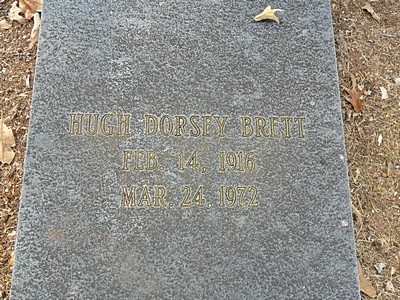 HUGH DORSEY BRETT
FEB. 14, 1916
MAR. 24, 1972